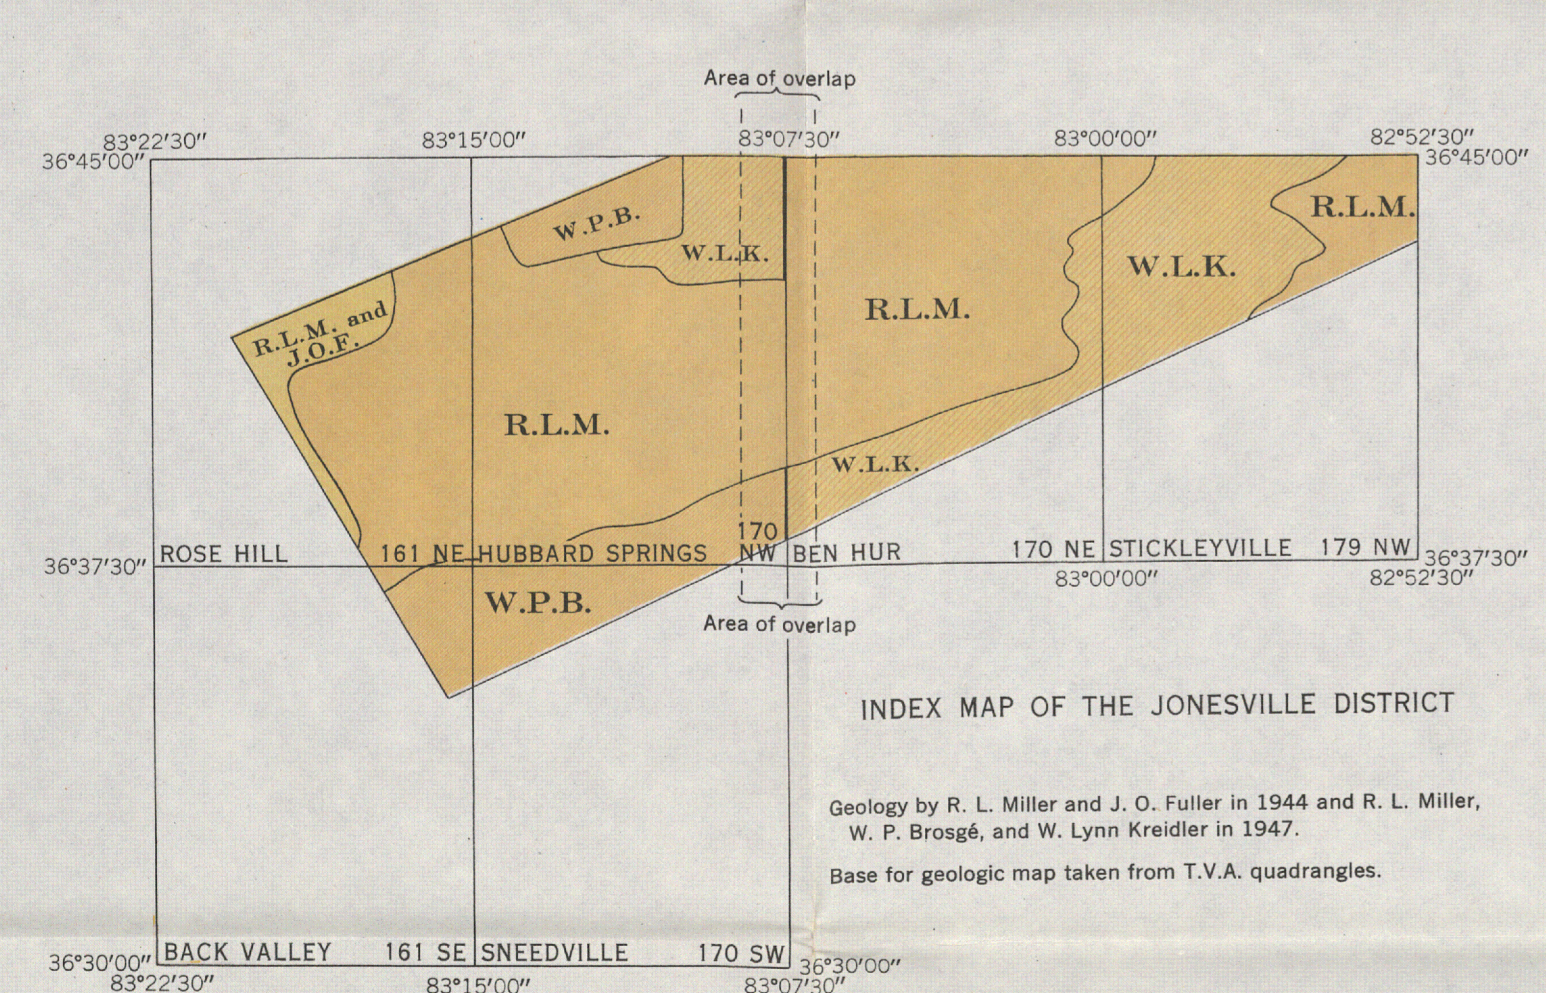 Area of overlap
83°22′30″ 83°15′00″ 83°07′30″ 83°00′00″ 82°52′30″
36°45′00″ 36°45′00″
W.P.B.
R.L.M.
W.L.K.
W.L.K.
R.L.M. and
J.O.F.
R.L.M.
R.L.M.
W.L.K.
170
ROSE HILL 161 NE HUBBARD SPRINGS NW BEN HUR 170 NE STICKLEYVILLE 179 NW
36°37′30″ 36°37′30″
83°00′00″ 82°52′30″
W.P.B.
Area of overlap
INDEX MAP OF THE JONESVILLE DISTRICT
Geology by R. L. Miller and J. O. Fuller in 1944 and R. L. Miller,
W. P. Brosgé, and W. Lynn Kreidler in 1947.
Base for geologic map taken from T.V.A. quadrangles.
BACK VALLEY 161 SE SNEEDVILLE 170 SW
36°30′00″ 36°30′00″
83°22′30″ 83°15′00″ 83°07′30″